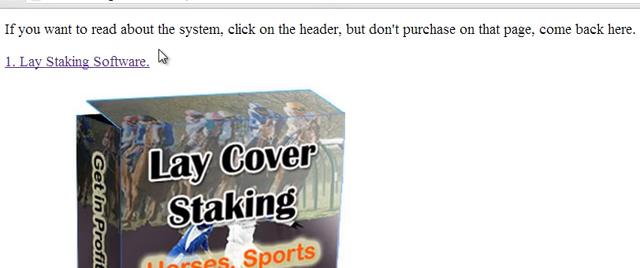 If you want to read about the system, click on the header, but don't purchase on that page, come back here.
1. Lay Staking Software.
Lay Cover
Staking
Horses, Sports
Get In Profit